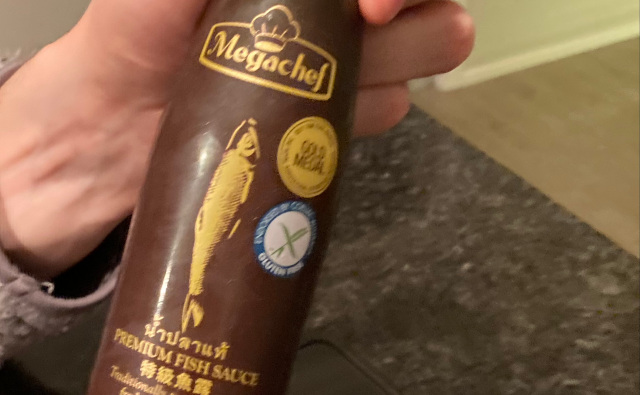 Megachef
GOLD
MEDAL
GLUTEN FREE
น้ำปลาแท้
PREMIUM FISH SAUCE
特級魚露
Traditionally